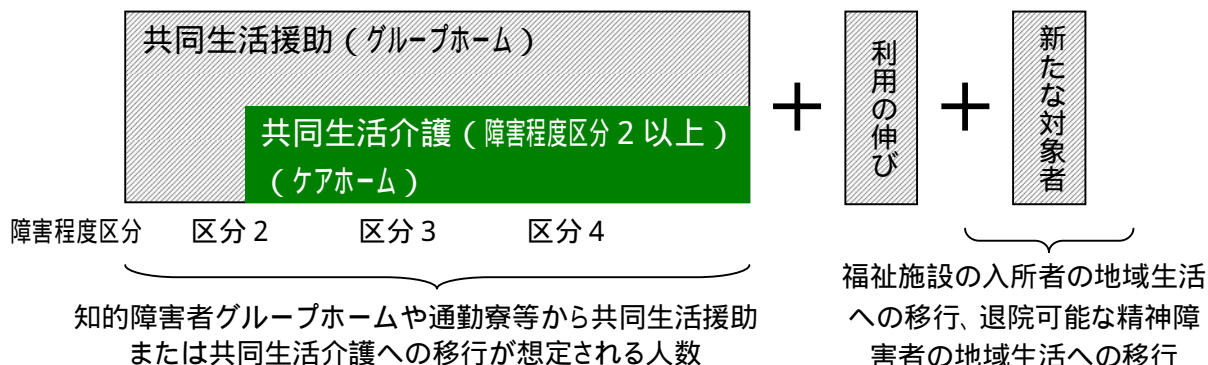 共同生活援助（グループホーム）
共同生活介護（障害程度区分２以上）
（ケアホーム）
＋
利用の伸び
＋
新たな対象者
障害程度区分　区分２　区分３　区分４
知的障害者グループホームや通勤寮等から共同生活援助
または共同生活介護への移行が想定される人数
福祉施設の入所者の地域生活
への移行、退院可能な精神障
害者の地域生活への移行